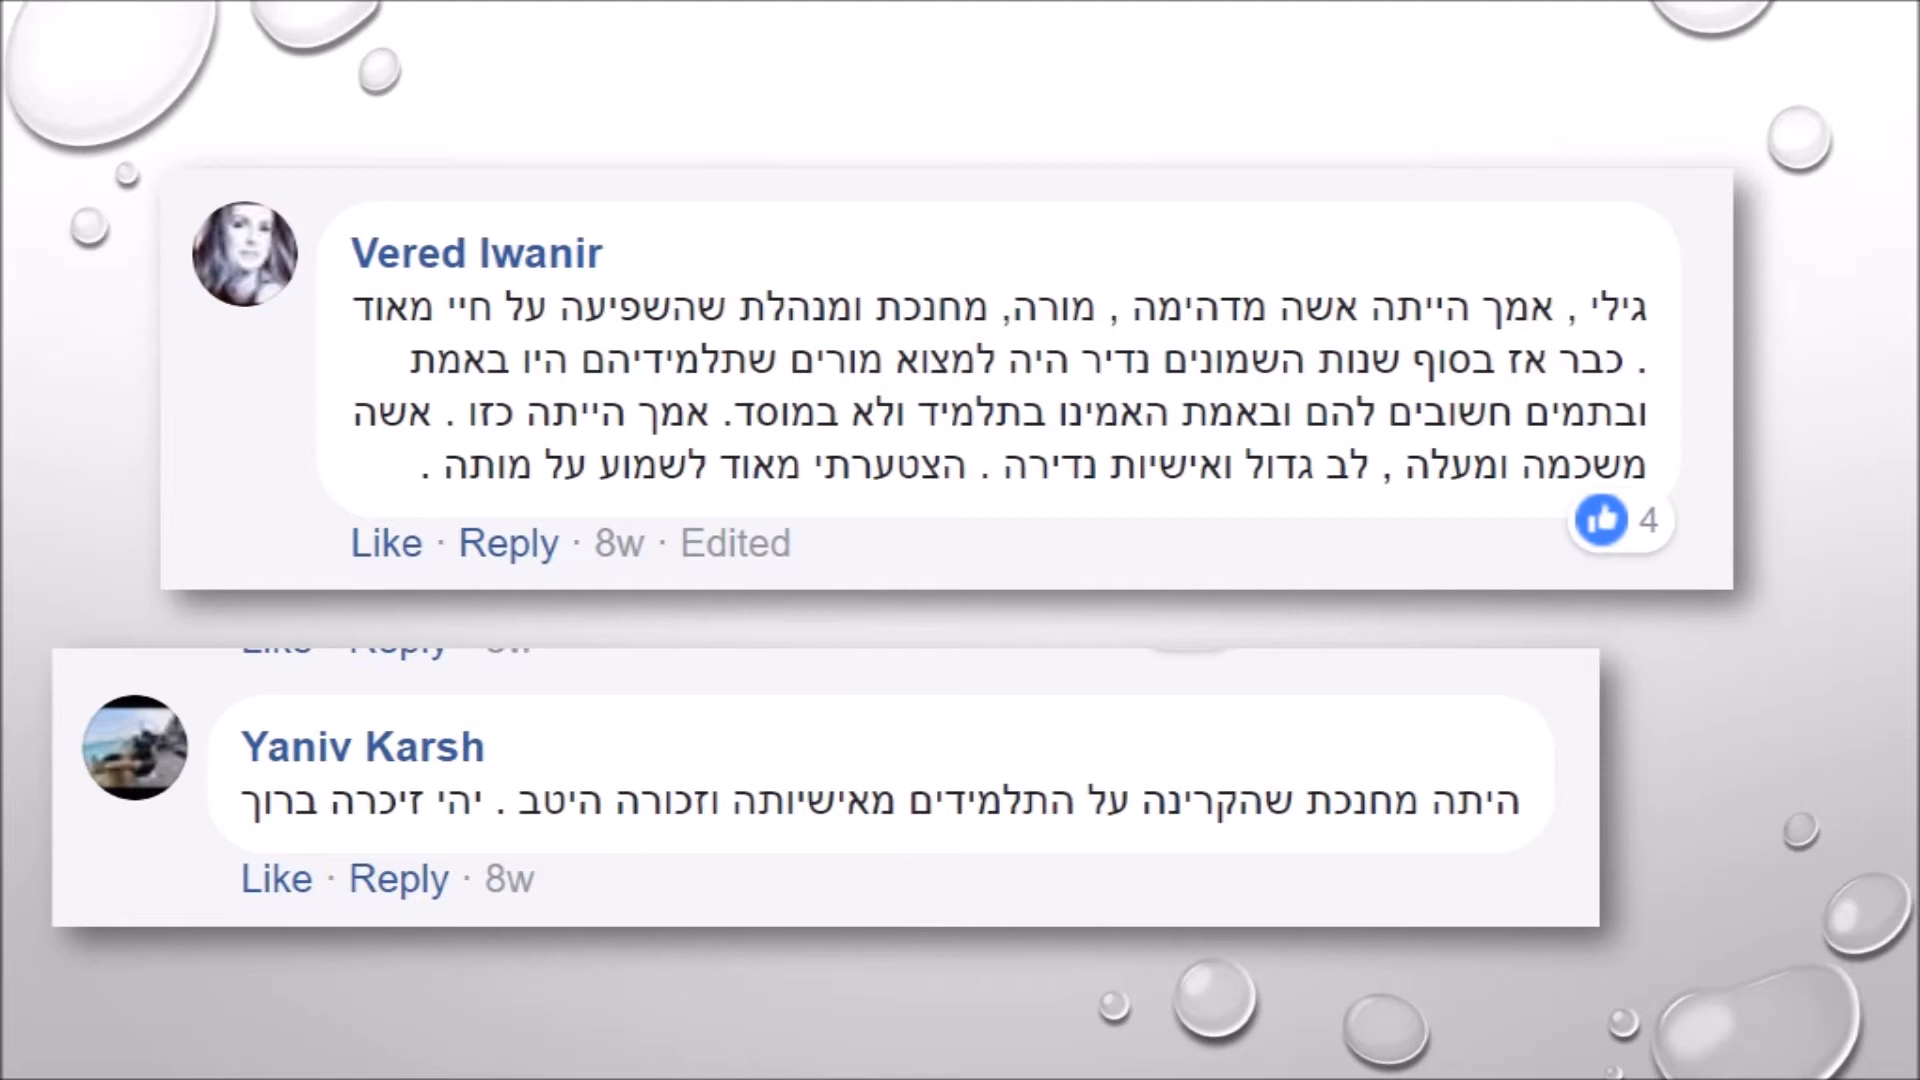 Vered Iwanir
גילי , אמך הייתה אשה מדהימה , מורה, מחנכת ומנהלת שהשפיעה על חיי מאוד
. כבר אז בסוף שנות השמונים נדיר היה למצוא מורים שתלמידיהם היו באמת
ובתמים חשובים להם ובאמת האמינו בתלמיד ולא במוסד. אמך הייתה כזו . אשה
משכמה ומעלה , לב גדול ואישיות נדירה . הצטערתי מאוד לשמוע על מותה .
4
Like · Reply · 8w · Edited
Like Reply 8w
Yaniv Karsh
היתה מחנכת שהקרינה על התלמידים מאישיותה וזכורה היטב . יהי זיכרה ברוך
Like · Reply · 8w